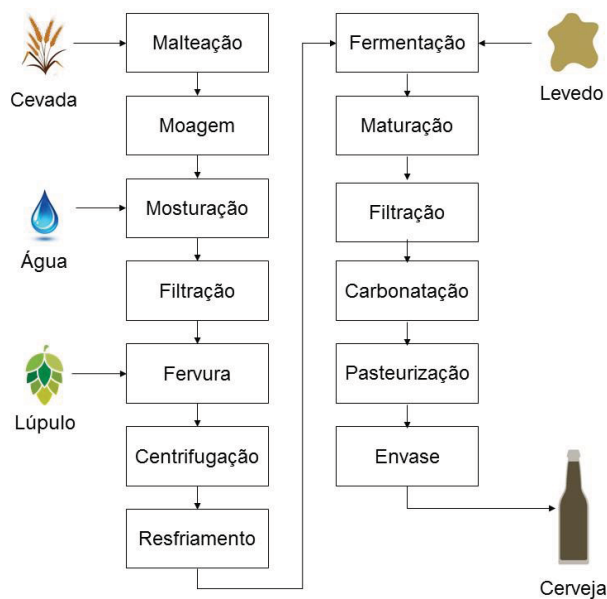 Cevada
Malteação
Moagem
Água
Mosturação
Filtração
Lúpulo
Fervura
Centrifugação
Resfriamento
Fermentação
Levedo
Maturação
Filtração
Carbonatação
Pasteurização
Envase
Cerveja